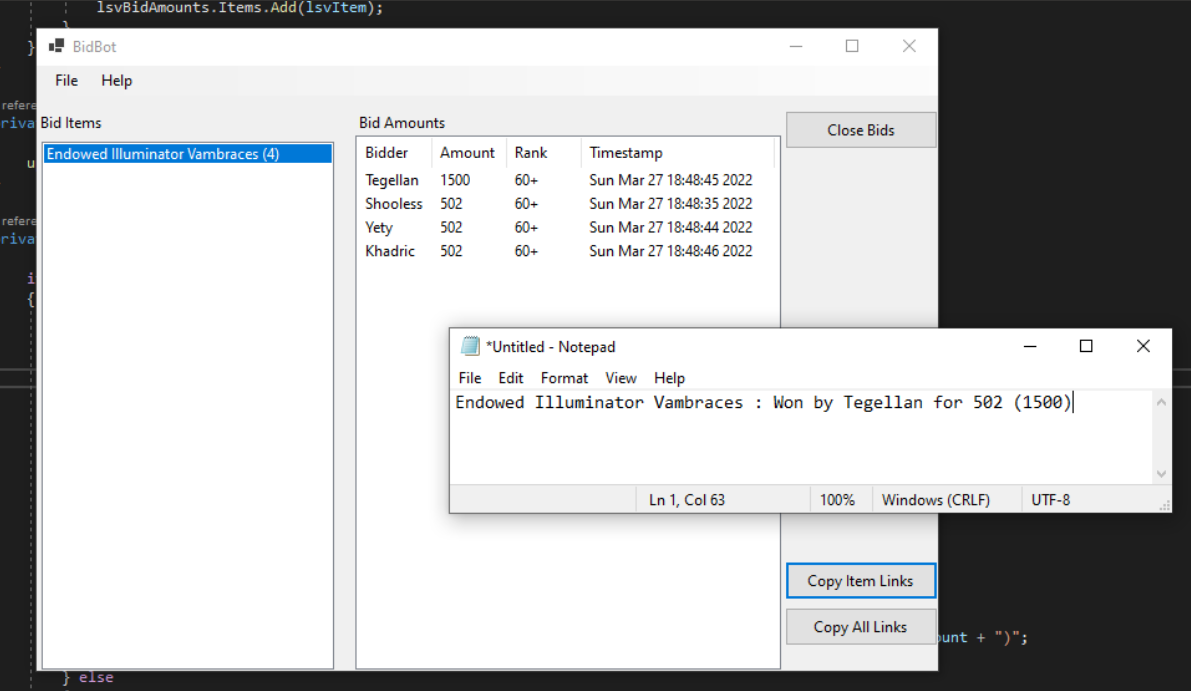 lsvBidAmounts.Items.Add(lsvItem);
}
}
BidBot
File Help
refere
riva
Bid Items
Bid Amounts
Close Bids
Endowed Illuminator Vambraces (4)
Bidder Amount Rank Timestamp
u
Tegellan 1500 60+ Sun Mar 27 18:48:45 2022
Shooless 502 60+ Sun Mar 27 18:48:35 2022
refere
Yety 502 60+ Sun Mar 27 18:48:44 2022
riva
Khadric 502 60+ Sun Mar 27 18:48:46 2022
i
{
*Untitled - Notepad
File Edit Format View Help
Endowed Illuminator Vambraces : Won by Tegellan for 502 (1500)
Ln 1, Col 63 100% Windows (CRLF) UTF-8
Copy Item Links
Copy All Links
ount + ")";
} else